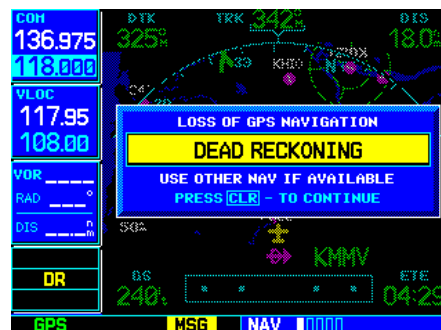 COM
136.975
118.000
VLOC
117.95
108.00
VOR
RAD °
DIS nm
DR
GPS
DTK
325°
TRK 342°
DIS
18.0
N
LOSS OF GPS NAVIGATION
DEAD RECKONING
USE OTHER NAV IF AVAILABLE
PRESS CLR - TO CONTINUE
KMMV
GS
240
ETE
04:29
MSG
NAV